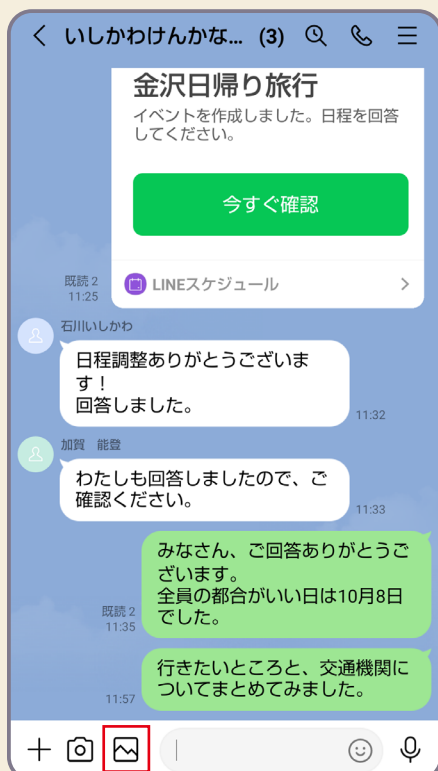 いしかわけんかな... (3)
金沢日帰り旅行
イベントを作成しました。日程を回答
してください。
今すぐ確認
LINEスケジュール
既読 2
11:25
石川いしかわ
日程調整ありがとうございま
す！
回答しました。
11:32
加賀　能登
わたしも回答しましたので、ご
確認ください。
11:33
みなさん、ご回答ありがとうご
ざいます。
全員の都合がいい日は10月8日
でした。
既読 2
11:35
行きたいところと、交通機関に
ついてまとめてみました。
11:57